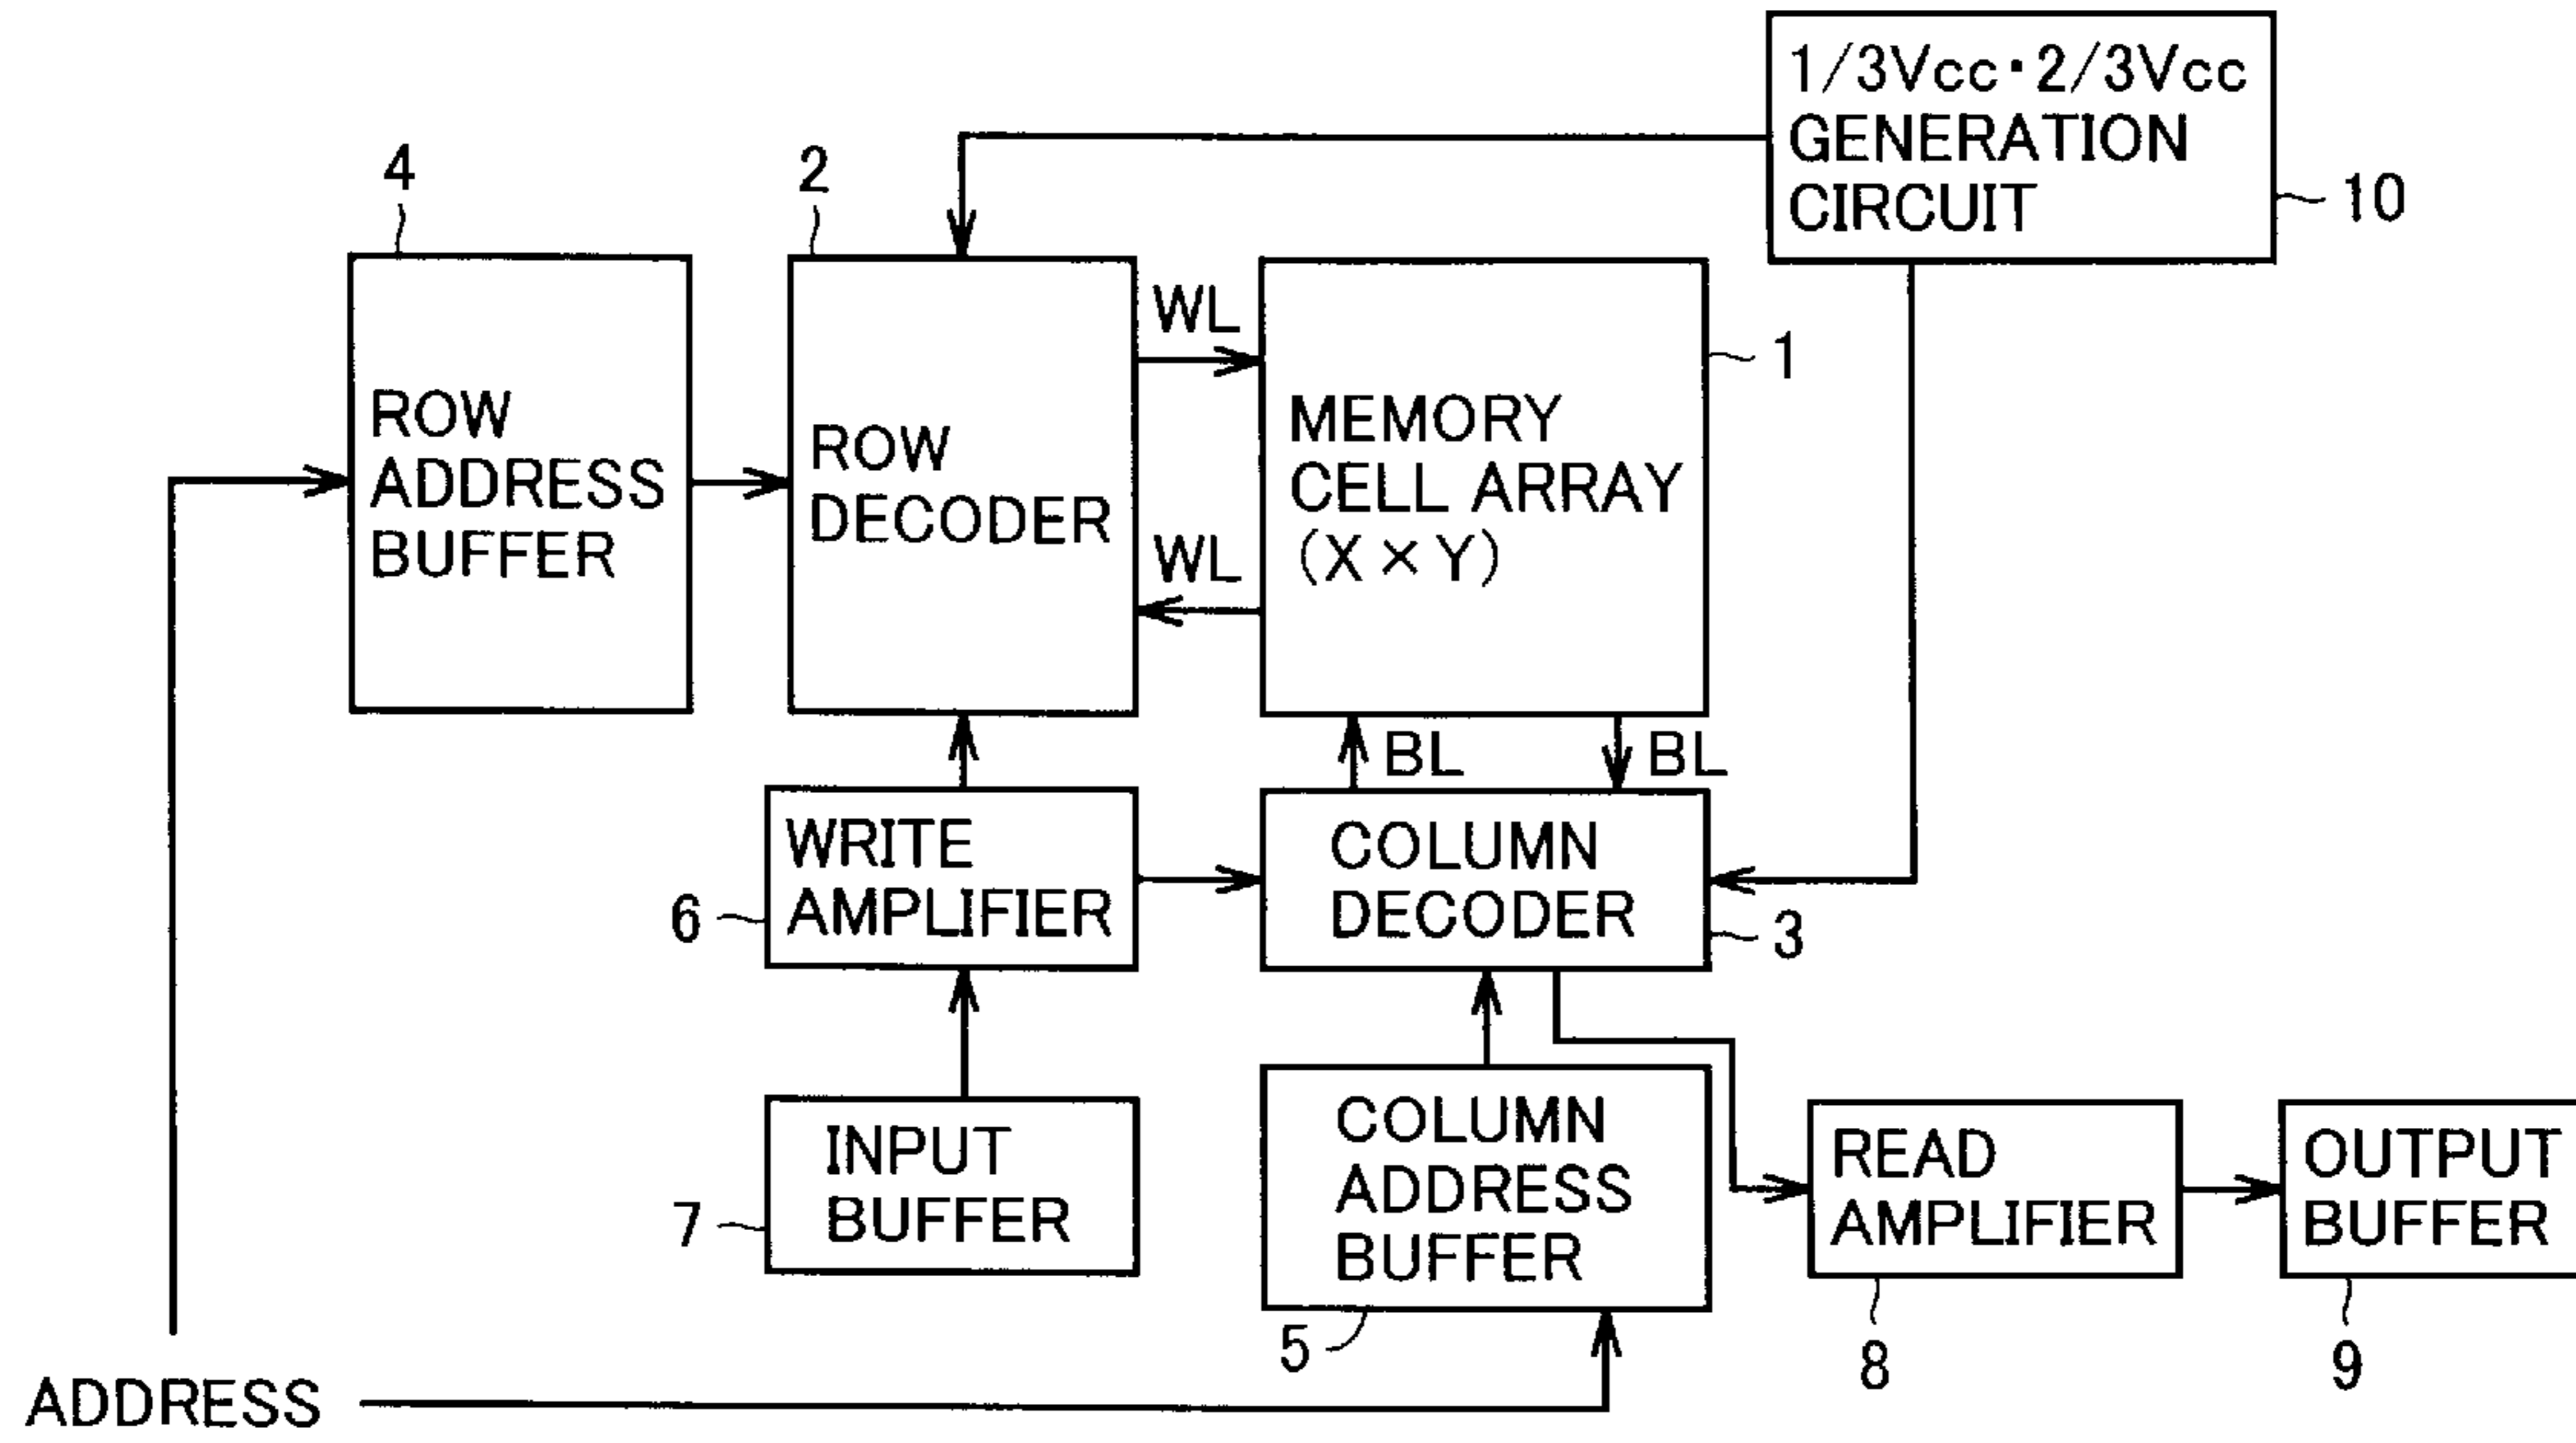 1/3Vcc・2/3Vcc
GENERATION
CIRCUIT
10
4
2
ROW
ADDRESS
BUFFER
ROW
DECODER
WL
WL
MEMORY
CELL ARRAY
(X × Y)
1
BL
BL
WRITE
AMPLIFIER
6
COLUMN
DECODER
3
INPUT
BUFFER
7
COLUMN
ADDRESS
BUFFER
5
READ
AMPLIFIER
8
OUTPUT
BUFFER
9
ADDRESS